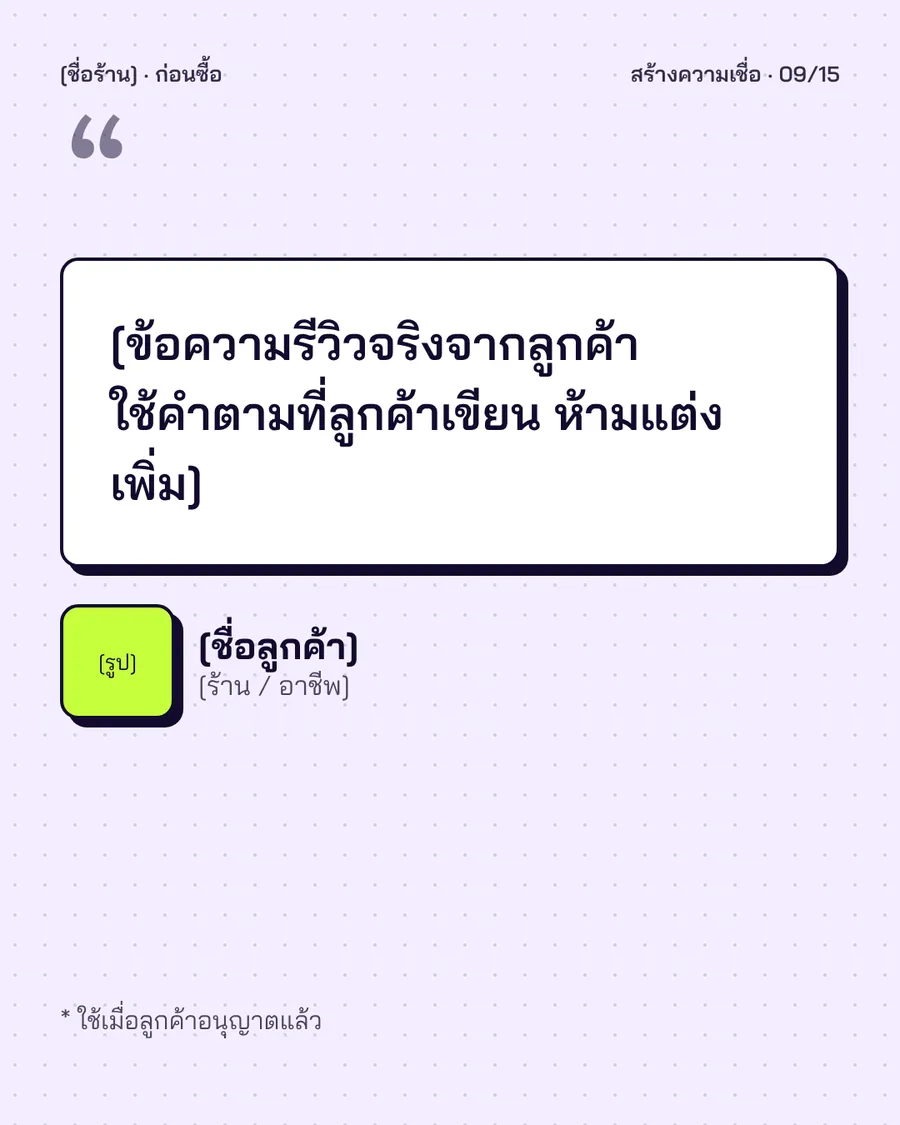 (ชื่อร้าน) · ก่อนซื้อ
สร้างความเชื่อ · 09/15
“
(ข้อความรีวิวจริงจากลูกค้า
ใช้คำตามที่ลูกค้าเขียน ห้ามแต่ง
เพิ่ม)
(รูป)
(ชื่อลูกค้า)
(ร้าน / อาชีพ)
* ใช้เมื่อลูกค้าอนุญาตแล้ว